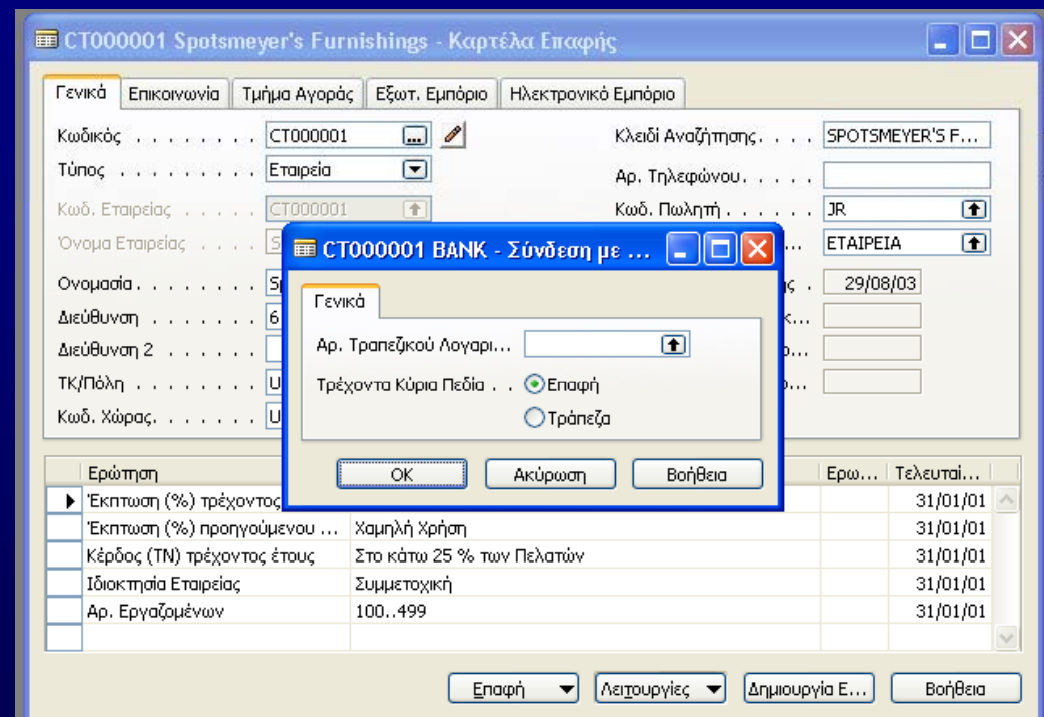 CT000001 Spotsmeyer's Furnishings - Καρτέλα Επαφής
Γενικά Επικοινωνία Τμήμα Αγοράς Εξωτ. Εμπόριο Ηλεκτρονικό Εμπόριο
Κωδικός . . . . . . . . CT000001 ... Κλειδί Αναζήτησης. . . . SPOTSMEYER'S F...
Τύπος . . . . . . . . . Εταιρεία Αρ. Τηλεφώνου. . . . .
Κωδ. Εταιρείας . . . . . CT000001 Κωδ. Πωλητή . . . . . . JR
Όνομα Εταιρείας . . . . S ... ΕΤΑΙΡΕΙΑ
Ονομασία . . . . . . . . Sp ης . 29/08/03
Διεύθυνση . . . . . . . 6 κ...
Διεύθυνση 2 . . . . . . ο...
ΤΚ/Πόλη . . . . . . . . U ο...
Κωδ. Χώρας. . . . . . . U
CT000001 BANK - Σύνδεση με ...
Γενικά
Αρ. Τραπεζικού Λογαρι...
Τρέχοντα Κύρια Πεδία . . Επαφή
Τράπεζα
OK Ακύρωση Βοήθεια
Ερώτηση Ερω... Τελευταί...
Έκπτωση (%) τρέχοντος 31/01/01
Έκπτωση (%) προηγούμενου ... Χαμηλή Χρήση 31/01/01
Κέρδος (ΤΝ) τρέχοντος έτους Στο κάτω 25 % των Πελατών 31/01/01
Ιδιοκτησία Εταιρείας Συμμετοχική 31/01/01
Αρ. Εργαζομένων 100..499 31/01/01
Επαφή Λειτουργίες Δημιουργία Ε... Βοήθεια